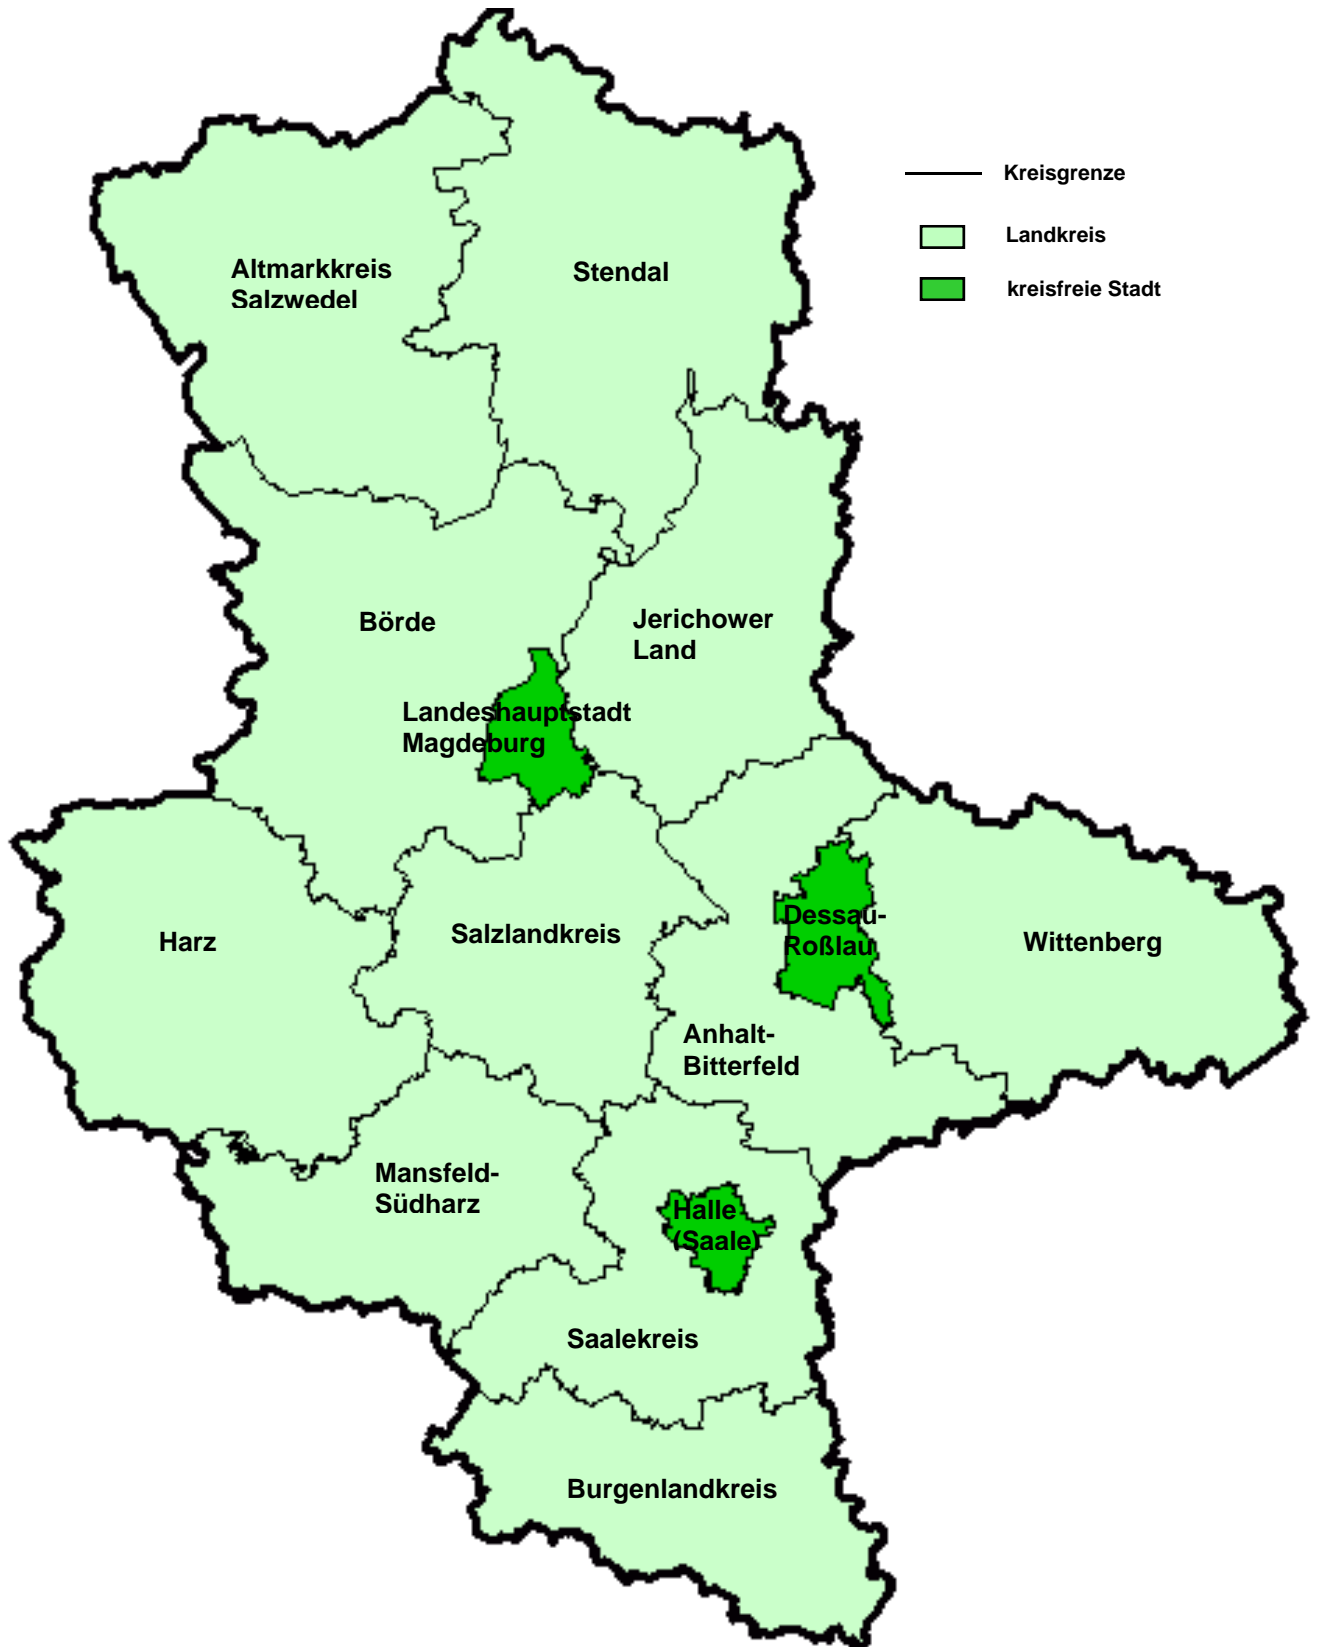 Kreisgrenze
Landkreis
kreisfreie Stadt
Altmarkkreis
Salzwedel
Stendal
Börde
Jerichower
Land
Landeshauptstadt
Magdeburg
Harz
Salzlandkreis
Dessau-
Roßlau
Wittenberg
Anhalt-
Bitterfeld
Mansfeld-
Südharz
Halle
(Saale)
Saalekreis
Burgenlandkreis